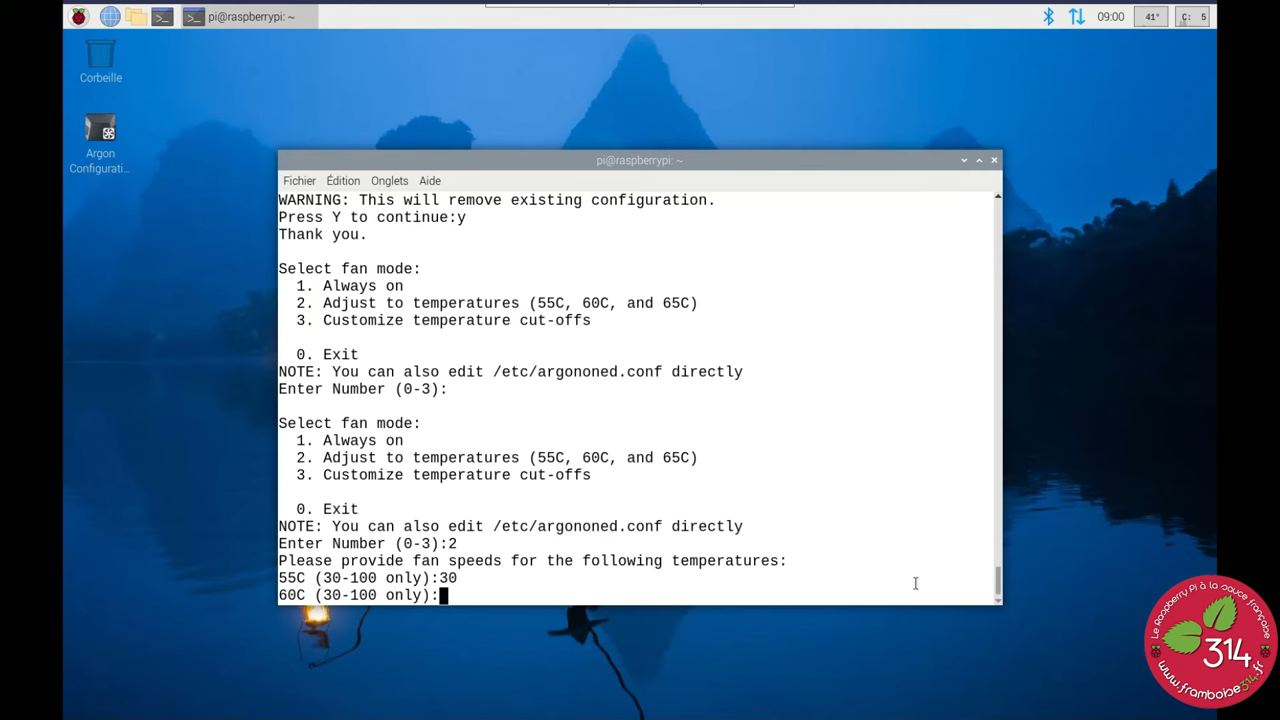 pi@raspberrypi: ~
09:00
41°
C: 5
Corbeille
Argon
Configurati...
pi@raspberrypi: ~
Fichier Édition Onglets Aide
WARNING: This will remove existing configuration.
Press Y to continue:y
Thank you.
Select fan mode:
1. Always on
2. Adjust to temperatures (55C, 60C, and 65C)
3. Customize temperature cut-offs
0. Exit
NOTE: You can also edit /etc/argononed.conf directly
Enter Number (0-3):
Select fan mode:
1. Always on
2. Adjust to temperatures (55C, 60C, and 65C)
3. Customize temperature cut-offs
0. Exit
NOTE: You can also edit /etc/argononed.conf directly
Enter Number (0-3):2
Please provide fan speeds for the following temperatures:
55C (30-100 only):30
60C (30-100 only):
Le Raspberry Pi à la sauce française
314
www.framboise314.fr